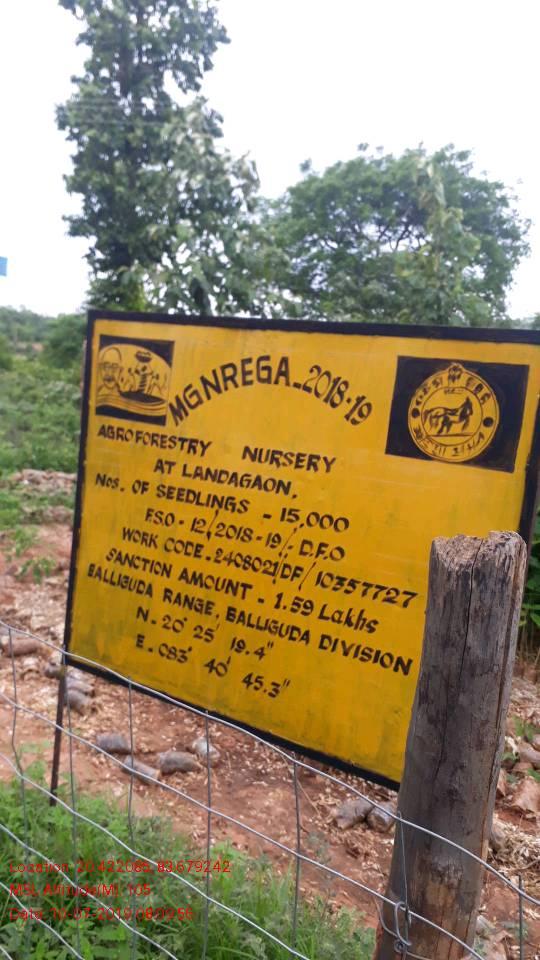 MGNREGA-2018-19
AGROFORESTRY NURSERY
AT LANDAGAON,
Nos. OF SEEDLINGS - 15,000
F.S.O - 12/2018-19/: D.F.O
WORK CODE-2408021/DF/10357727
SANCTION AMOUNT - 1.59 Lakhs
BALLIGUDA RANGE, BALLIGUDA DIVISION
N - 20° 25' 19.4"
E - 083° 40' 45.3"
Location: 20.422085, 83.679242
MSL Altitude(M): 105
Date: 10-07-2019 08:09:56